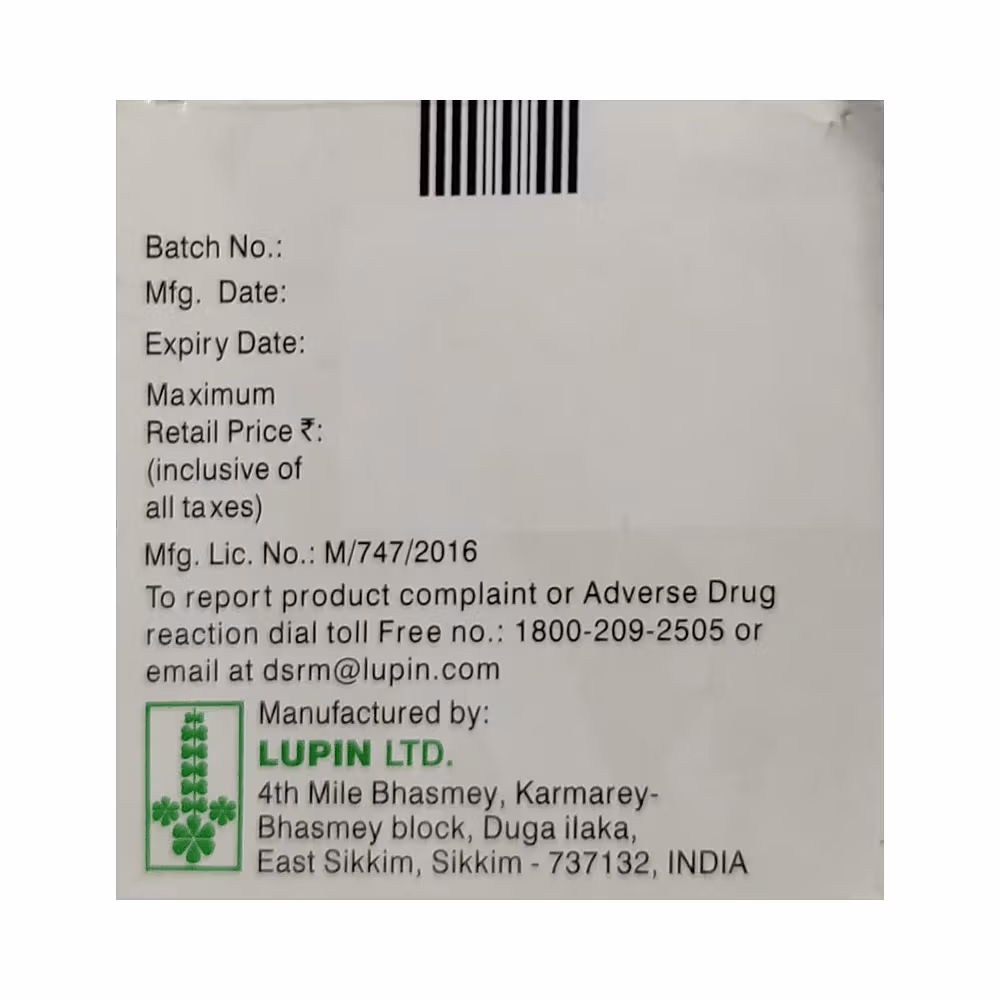 Batch No.:
Mfg. Date:
Expiry Date:
Maximum
Retail Price ₹:
(inclusive of
all taxes)
Mfg. Lic. No.: M/747/2016
To report product complaint or Adverse Drug
reaction dial toll Free no.: 1800-209-2505 or
email at dsrm@lupin.com
Manufactured by:
LUPIN LTD.
4th Mile Bhasmey, Karmarey-
Bhasmey block, Duga ilaka,
East Sikkim, Sikkim - 737132, INDIA